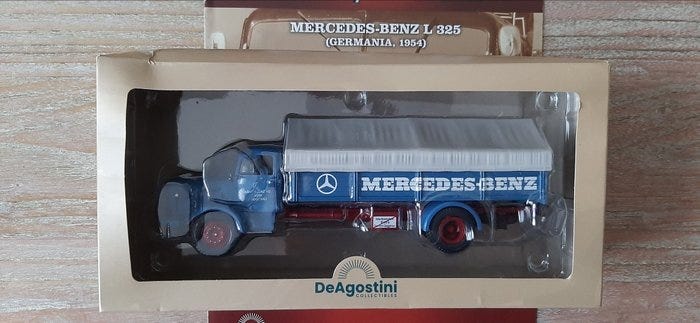 MERCEDES-BENZ L 325
(GERMANIA, 1954)
MERCEDES-BENZ
DeAgostini
COLLECTIBLES